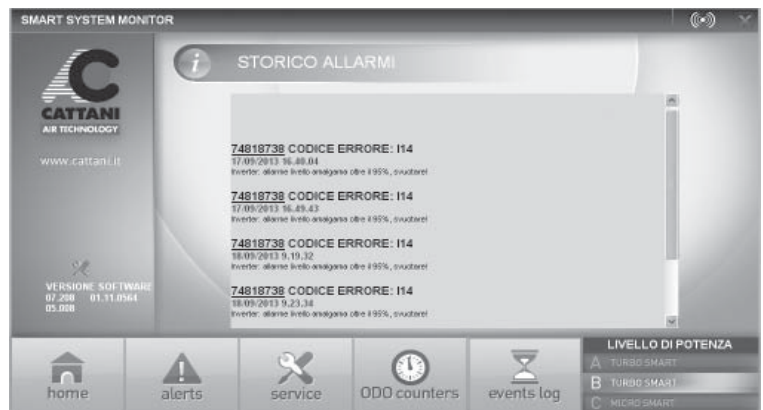 SMART SYSTEM MONITOR
i STORICO ALLARMI
AC
CATTANI
AIR TECHNOLOGY
www.cattani.it
74818738 CODICE ERRORE: I14
17/09/2013 16.40.04
Inverter: allarme livello amalgama oltre il 95%, svuotare!
74818738 CODICE ERRORE: I14
17/09/2013 16.49.43
Inverter: allarme livello amalgama oltre il 95%, svuotare!
74818738 CODICE ERRORE: I14
18/09/2013 9.19.32
Inverter: allarme livello amalgama oltre il 95%, svuotare!
74818738 CODICE ERRORE: I14
18/09/2013 9.23.34
Inverter: allarme livello amalgama oltre il 95%, svuotare!
VERSIONE SOFTWARE
07.208 01.11.0564
05.008
home
alerts
service
ODO counters
events log
LIVELLO DI POTENZA
A TURBO SMART
B TURBO SMART
C MICRO SMART